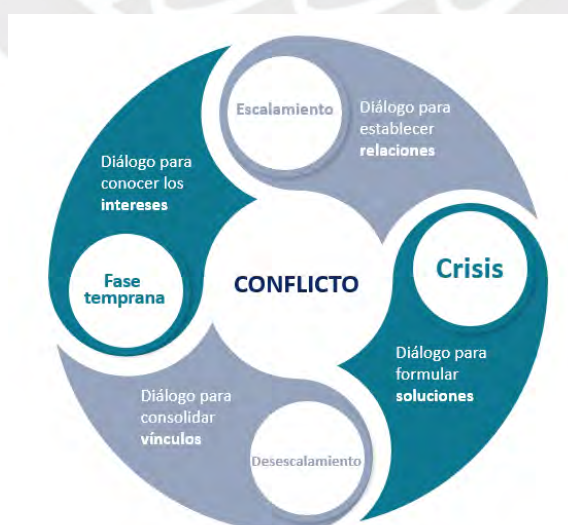 Escalamiento
Diálogo para
establecer
relaciones
Diálogo para
conocer los
intereses
Fase
temprana
CONFLICTO
Crisis
Diálogo para
formular
soluciones
Diálogo para
consolidar
vínculos
Desescalamiento